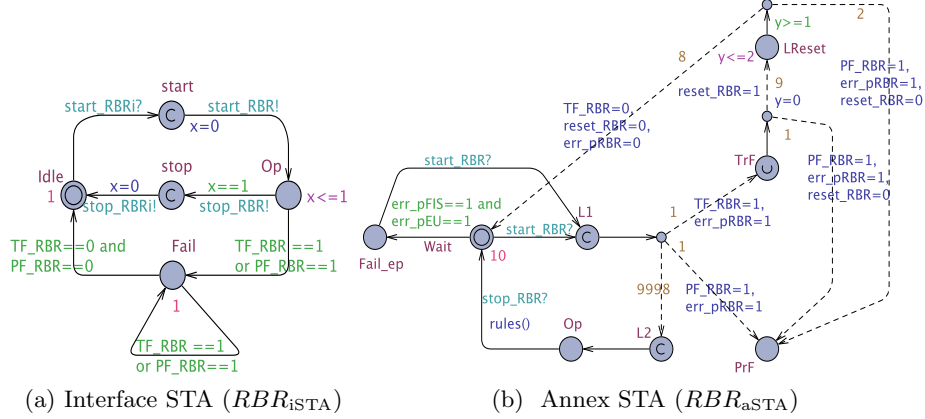 start
start_RBRi?
start_RBR!
x=0
C
Idle
1
stop
Op
x=0
x==1
C
stop_RBRi!
stop_RBR!
x<=1
TF_RBR==0 and
PF_RBR==0
Fail
1
TF_RBR==1
or PF_RBR==1
TF_RBR ==1
or PF_RBR==1
(a) Interface STA (RBR iSTA)
2
8
y>=1
LReset
y<=2
PF_RBR=1,
err_pRBR=1,
reset_RBR=0
9
reset_RBR=1
y=0
TF_RBR=0,
reset_RBR=0,
err_pRBR=0
1
TrF
U
PF_RBR=1,
err_pRBR=1,
reset_RBR=0
start_RBR?
err_pFIS==1 and
err_pEU==1
L1
C
1
TF_RBR=1,
err_pRBR=1
Fail_ep
Wait
start_RBR?
10
1
9998
PF_RBR=1,
err_pRBR=1
stop_RBR?
rules()
Op
L2
C
PrF
(b) Annex STA (RBR aSTA)